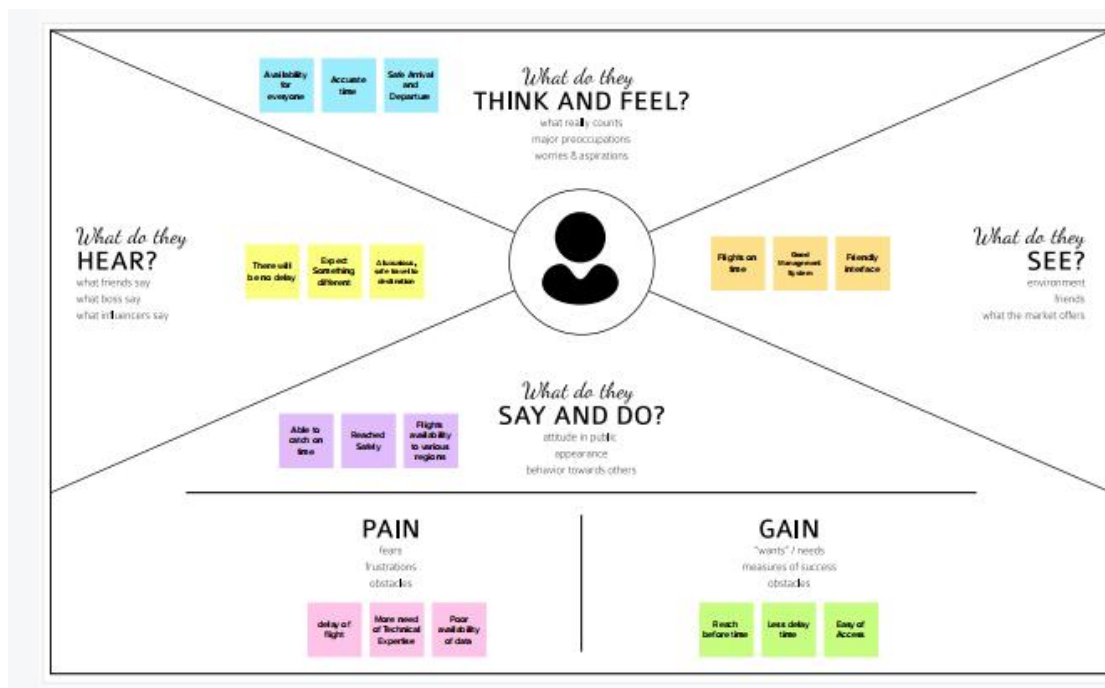 Availability
for
everyone
Accurate
time
Safe Arrival
and
Departure
What do they
THINK AND FEEL?
what really counts
major preoccupations
worries & aspirations
What do they
HEAR?
what friends say
what boss say
what influencers say
There will
be no delay
Expect
Something
different
A luxurious,
safe travel to
destination
Flights on
time
Good
Management
System
Friendly
interface
What do they
SEE?
environment
friends
what the market offers
What do they
SAY AND DO?
attitude in public
appearance
behavior towards others
Able to
catch on
time
Reached
Safely
Flights
availability
to various
regions
PAIN
fears
frustrations
obstacles
delay of
flight
More need
of Technical
Expertise
Poor
availability
of data
GAIN
"wants" / needs
measures of success
obstacles
Reach
before time
Less delay
time
Easy of
Access